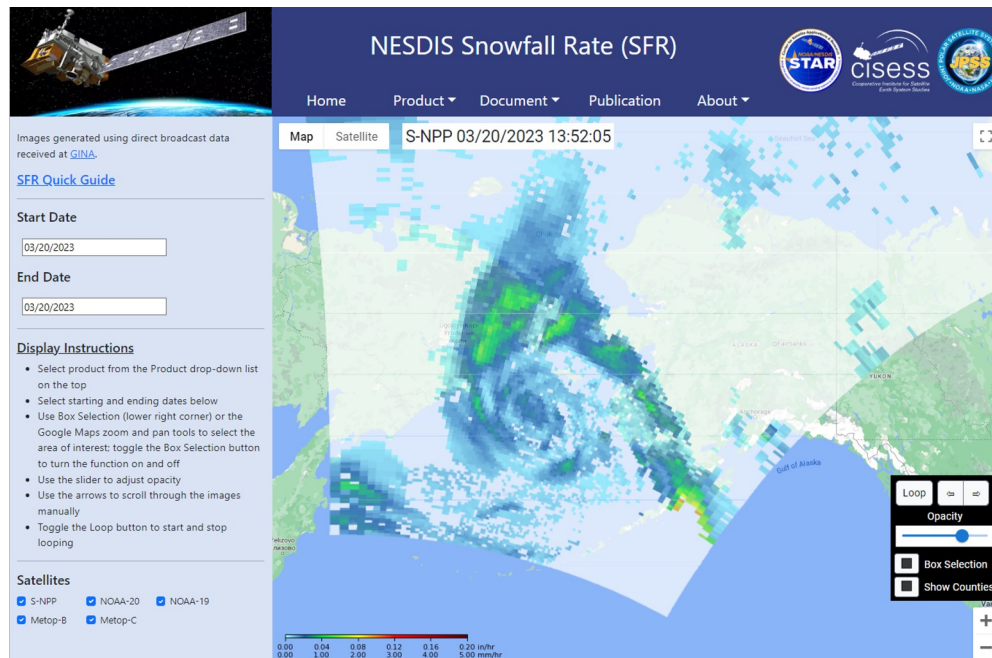 NESDIS Snowfall Rate (SFR)
NOAA/NESDIS
STAR
cisess
Cooperative Institute for Satellite
Earth System Studies
JPSS
Home Product Document Publication About
Images generated using direct broadcast data
received at GINA.
SFR Quick Guide
Start Date
03/20/2023
End Date
03/20/2023
Display Instructions
Select product from the Product drop-down list
on the top
Select starting and ending dates below
Use Box Selection (lower right corner) or the
Google Maps zoom and pan tools to select the
area of interest; toggle the Box Selection button
to turn the function on and off
Use the slider to adjust opacity
Use the arrows to scroll through the images
manually
Toggle the Loop button to start and stop
looping
Satellites
S-NPP NOAA-20 NOAA-19
Metop-B Metop-C
Map Satellite S-NPP 03/20/2023 13:52:05
Beaufort Sea
ALASKA
YUKON
Anchorage
Gulf of Alaska
Loop
Opacity
Box Selection
Show Counties
0.00 0.04 0.08 0.12 0.16 0.20 in/hr
0.00 1.00 2.00 3.00 4.00 5.00 mm/hr